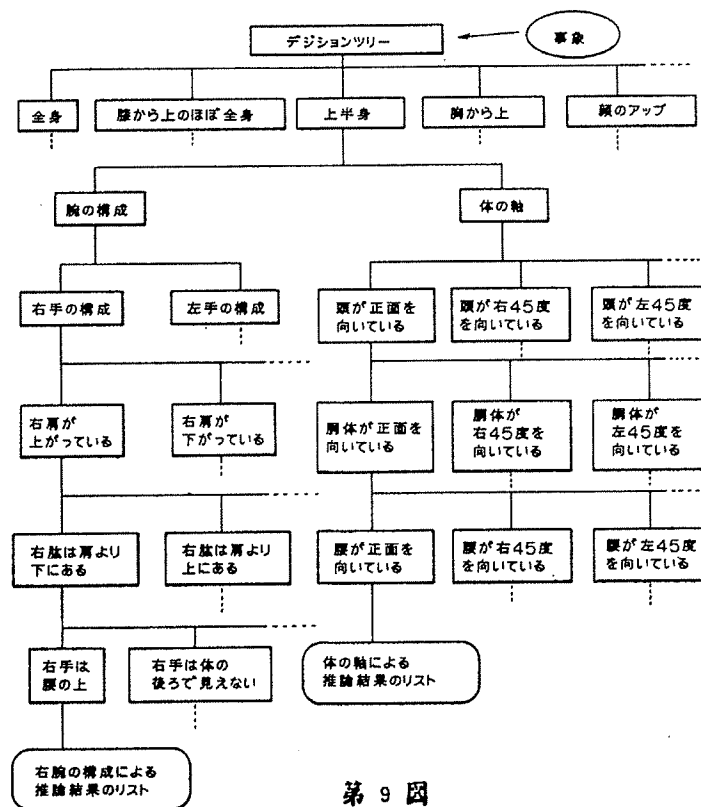 デジションツリー
事象
全身
膝から上のほぼ全身
上半身
胸から上
顔のアップ
腕の構成
体の軸
右手の構成
左手の構成
頭が正面を
向いている
頭が右45度
を向いている
頭が左45度
を向いている
右肩が
上がっている
右肩が
下がっている
胴体が正面を
向いている
胴体が
右45度を
向いている
胴体が
左45度を
向いている
右肱は肩より
下にある
右肱は肩より
上にある
腰が正面を
向いている
腰が右45度
を向いている
腰が左45度
を向いている
右手は
腰の上
右手は体の
後ろで見えない
体の軸による
推論結果のリスト
右腕の構成による
推論結果のリスト
第9図